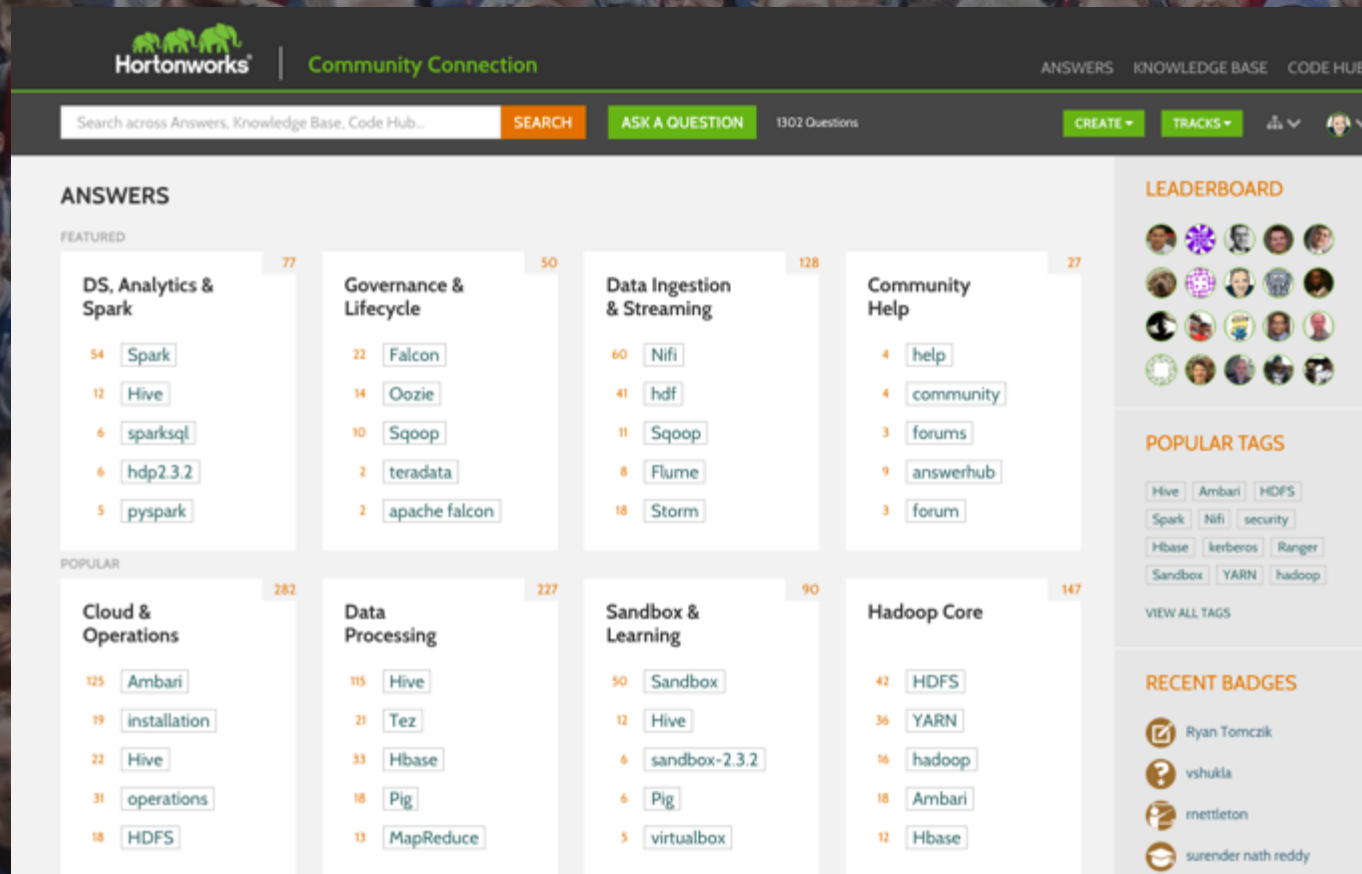 Hortonworks
Community Connection
ANSWERS KNOWLEDGE BASE CODE HUB
Search across Answers, Knowledge Base, Code Hub...
SEARCH
ASK A QUESTION
1302 Questions
CREATE
TRACKS
ANSWERS
FEATURED
77
DS, Analytics &
Spark
54 Spark
12 Hive
6 sparksql
6 hdp2.3.2
5 pyspark
50
Governance &
Lifecycle
22 Falcon
14 Oozie
10 Sqoop
2 teradata
2 apache falcon
128
Data Ingestion
& Streaming
60 Nifi
41 hdf
11 Sqoop
8 Flume
18 Storm
27
Community
Help
4 help
4 community
3 forums
9 answerhub
3 forum
POPULAR
282
Cloud &
Operations
125 Ambari
19 installation
22 Hive
31 operations
18 HDFS
227
Data
Processing
115 Hive
21 Tez
33 Hbase
18 Pig
13 MapReduce
90
Sandbox &
Learning
50 Sandbox
12 Hive
6 sandbox-2.3.2
6 Pig
5 virtualbox
147
Hadoop Core
42 HDFS
36 YARN
16 hadoop
18 Ambari
12 Hbase
LEADERBOARD
POPULAR TAGS
Hive Ambari HDFS
Spark Nifi security
Hbase kerberos Ranger
Sandbox YARN hadoop
VIEW ALL TAGS
RECENT BADGES
Ryan Tomczik
vshukla
rnettleton
surender nath reddy